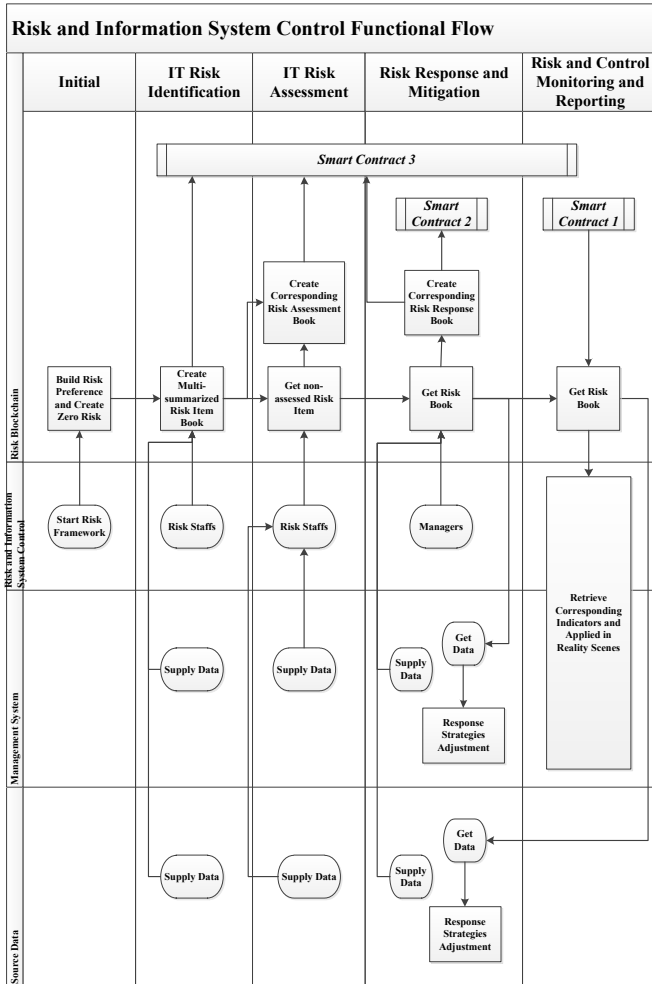 Risk and Information System Control Functional Flow
Initial
IT Risk
Identification
IT Risk
Assessment
Risk Response and
Mitigation
Risk and Control
Monitoring and
Reporting
Risk Blockchain
Smart Contract 3
Smart
Contract 2
Smart
Contract 1
Create
Corresponding
Risk Assessment
Book
Create
Corresponding
Risk Response
Book
Build Risk
Preference
and Create
Zero Risk
Create
Multi-
summarized
Risk Item
Book
Get non-
assessed Risk
Item
Get Risk
Book
Get Risk
Book
Risk and Information
System Control
Start Risk
Framework
Risk Staffs
Risk Staffs
Managers
Retrieve
Corresponding
Indicators and
Applied in
Reality Scenes
Management System
Supply Data
Supply Data
Supply
Data
Get
Data
Response
Strategies
Adjustment
Source Data
Supply Data
Supply Data
Supply
Data
Get
Data
Response
Strategies
Adjustment